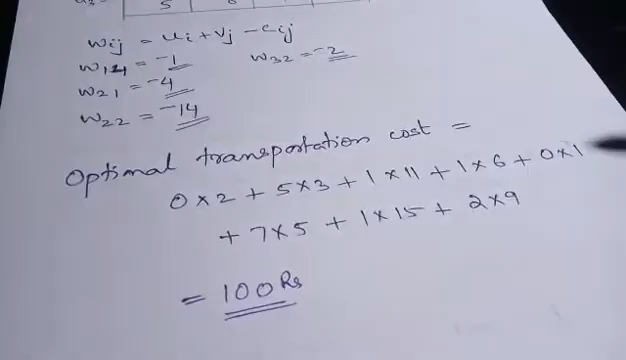 5
wij = ui + vj - cij
w14 = -1 w32 = -2
w21 = -4
w22 = -14
Optimal transportation cost =
0×2 + 5×3 + 1×11 + 1×6 + 0×1
+ 7×5 + 1×15 + 2×9
= 100 Rs